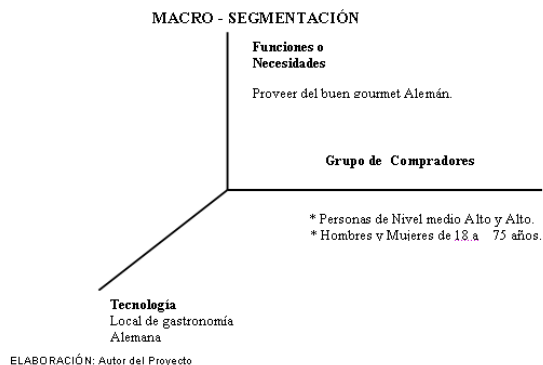 MACRO - SEGMENTACIÓN
Funciones o
Necesidades
Proveer del buen gourmet Alemán.
Grupo de Compradores
* Personas de Nivel medio Alto y Alto.
* Hombres y Mujeres de 18 a 75 años.
Tecnología
Local de gastronomía
Alemana
ELABORACIÓN: Autor del Proyecto